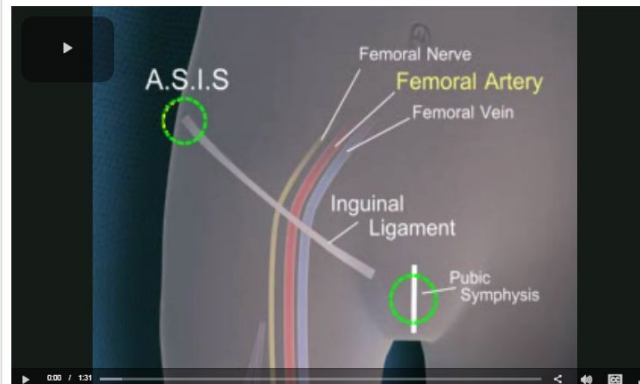 Femoral Nerve
A.S.I.S
Femoral Artery
Femoral Vein
Inguinal
Ligament
Pubic
Symphysis
0:00 / 1:31